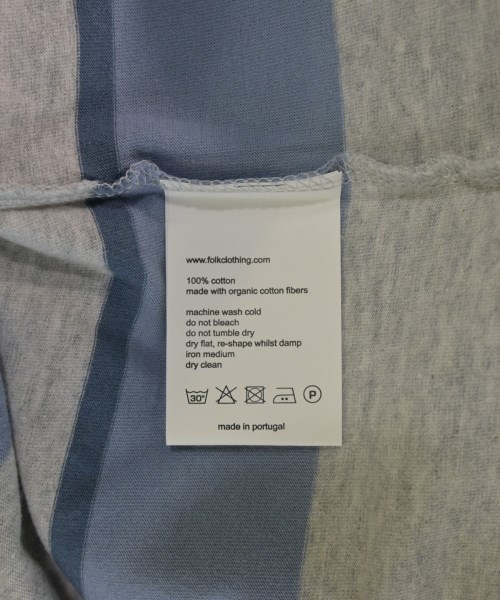 www.folkclothing.com
100% cotton
made with organic cotton fibers
machine wash cold
do not bleach
do not tumble dry
dry flat, re-shape whilst damp
iron medium
dry clean
30° P
made in portugal